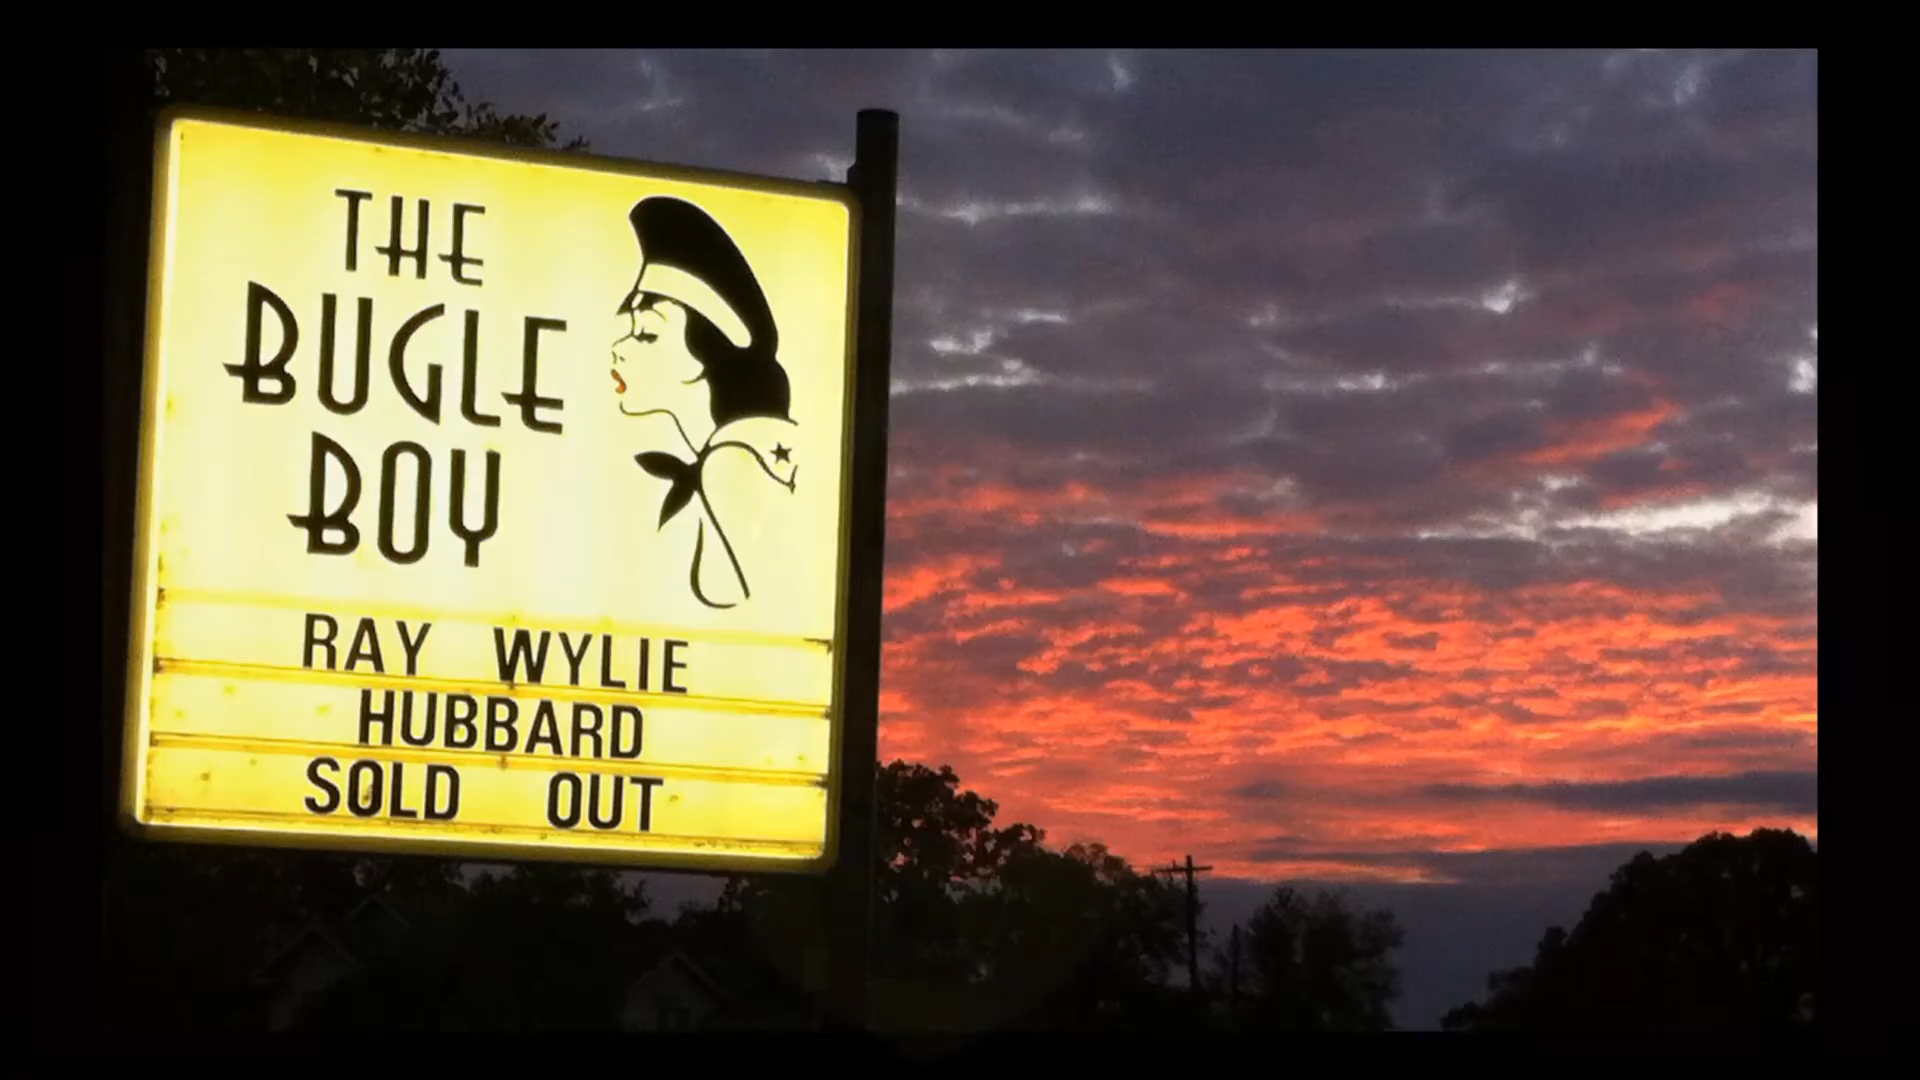 THE
BUGLE
BOY
RAY WYLIE
HUBBARD
SOLD OUT